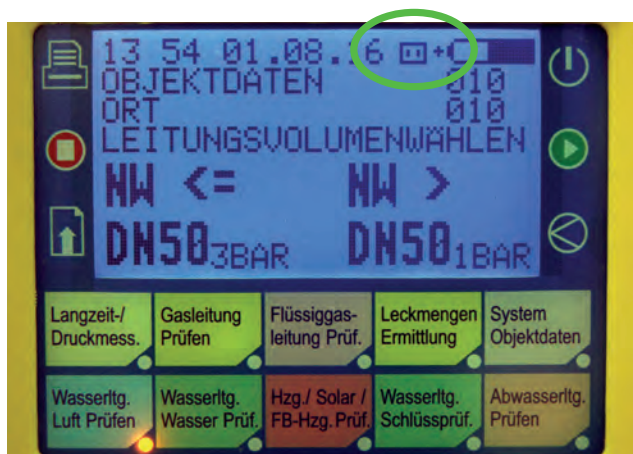 13 54 01.08.16
OBJEKTDATEN 010
ORT 010
LEITUNGSVOLUMENWÄHLEN
NW <= NW >
DN50 3BAR DN50 1BAR
Langzeit-/ Gasleitung Flüssiggas- Leckmengen System
Druckmess. Prüfen leitung Prüf. Ermittlung Objektdaten
Wasserltg. Wasserltg. Hzg./ Solar / Wasserltg. Abwasserltg.
Luft Prüfen Wasser Prüf. FB-Hzg. Prüf. Schlüssprüf. Prüfen